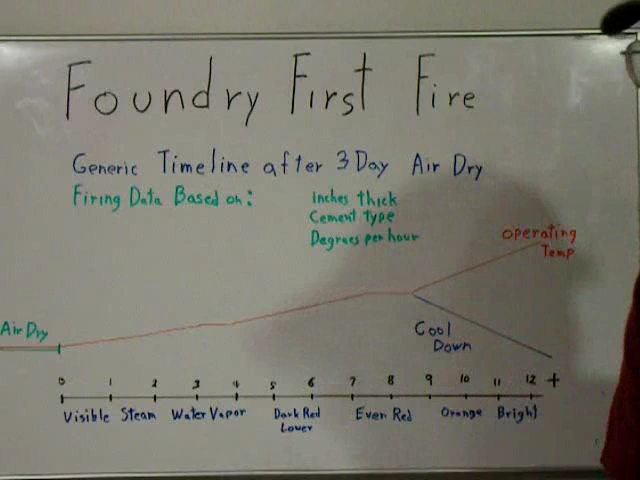 Foundry First Fire
Generic Timeline after 3 Day Air Dry
Firing Data Based on:
Inches thick
Cement type
Degrees per hour
Operating
Temp
Air Dry
Cool
Down
0 1 2 3 4 5 6 7 8 9 10 11 12 +
Visible Steam Water Vapor Dark Red Even Red Orange Bright
Lower